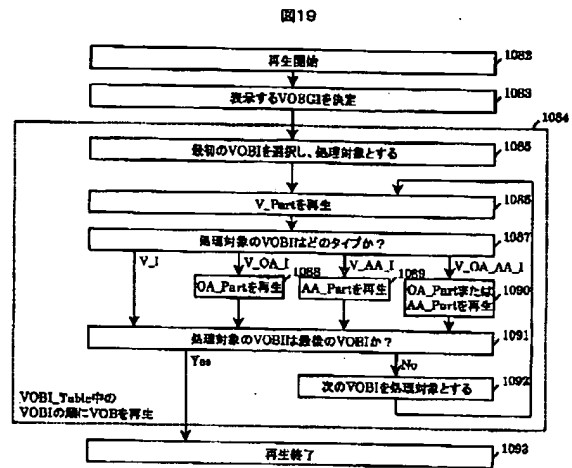 図19
再生開始
1082
表示するVOBGIを決定
1083
1084
最初のVOBIを選択し、処理対象とする
1085
V_Partを再生
1086
処理対象のVOBIはどのタイプか？
1087
V_I
V_OA_I
V_AA_I
V_OA_AA_I
OA_Partを再生
1088
AA_Partを再生
1089
OA_Partまたは
AA_Partを再生
1090
処理対象のVOBIは最後のVOBIか？
1091
Yes
No
次のVOBIを処理対象とする
1092
VOBI_Table中の
VOBIの順にVOBを再生
再生終了
1093